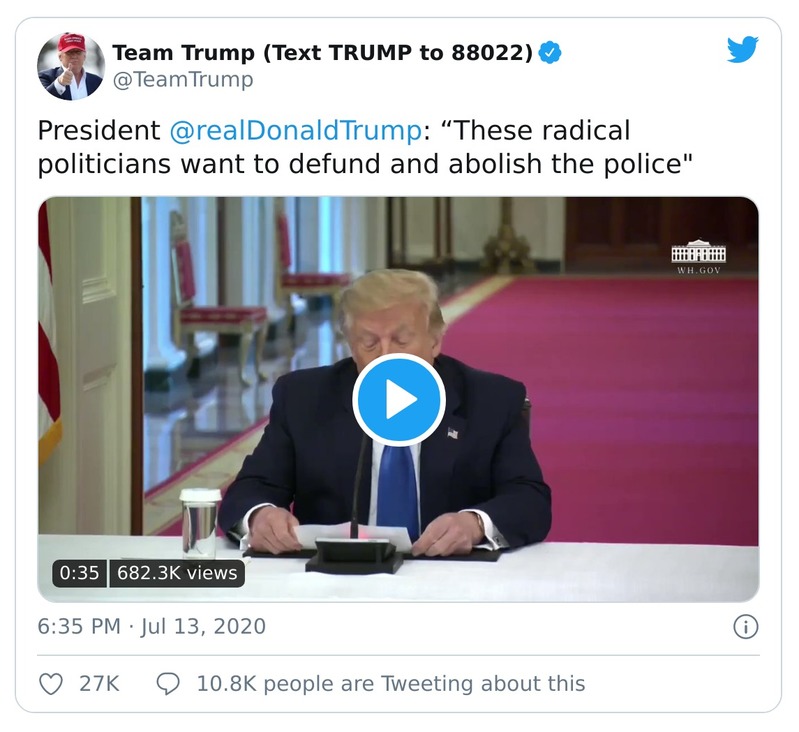 Team Trump (Text TRUMP to 88022)
@TeamTrump
President @realDonaldTrump: “These radical
politicians want to defund and abolish the police"
WH.GOV
0:35 682.3K views
6:35 PM · Jul 13, 2020
27K 10.8K people are Tweeting about this